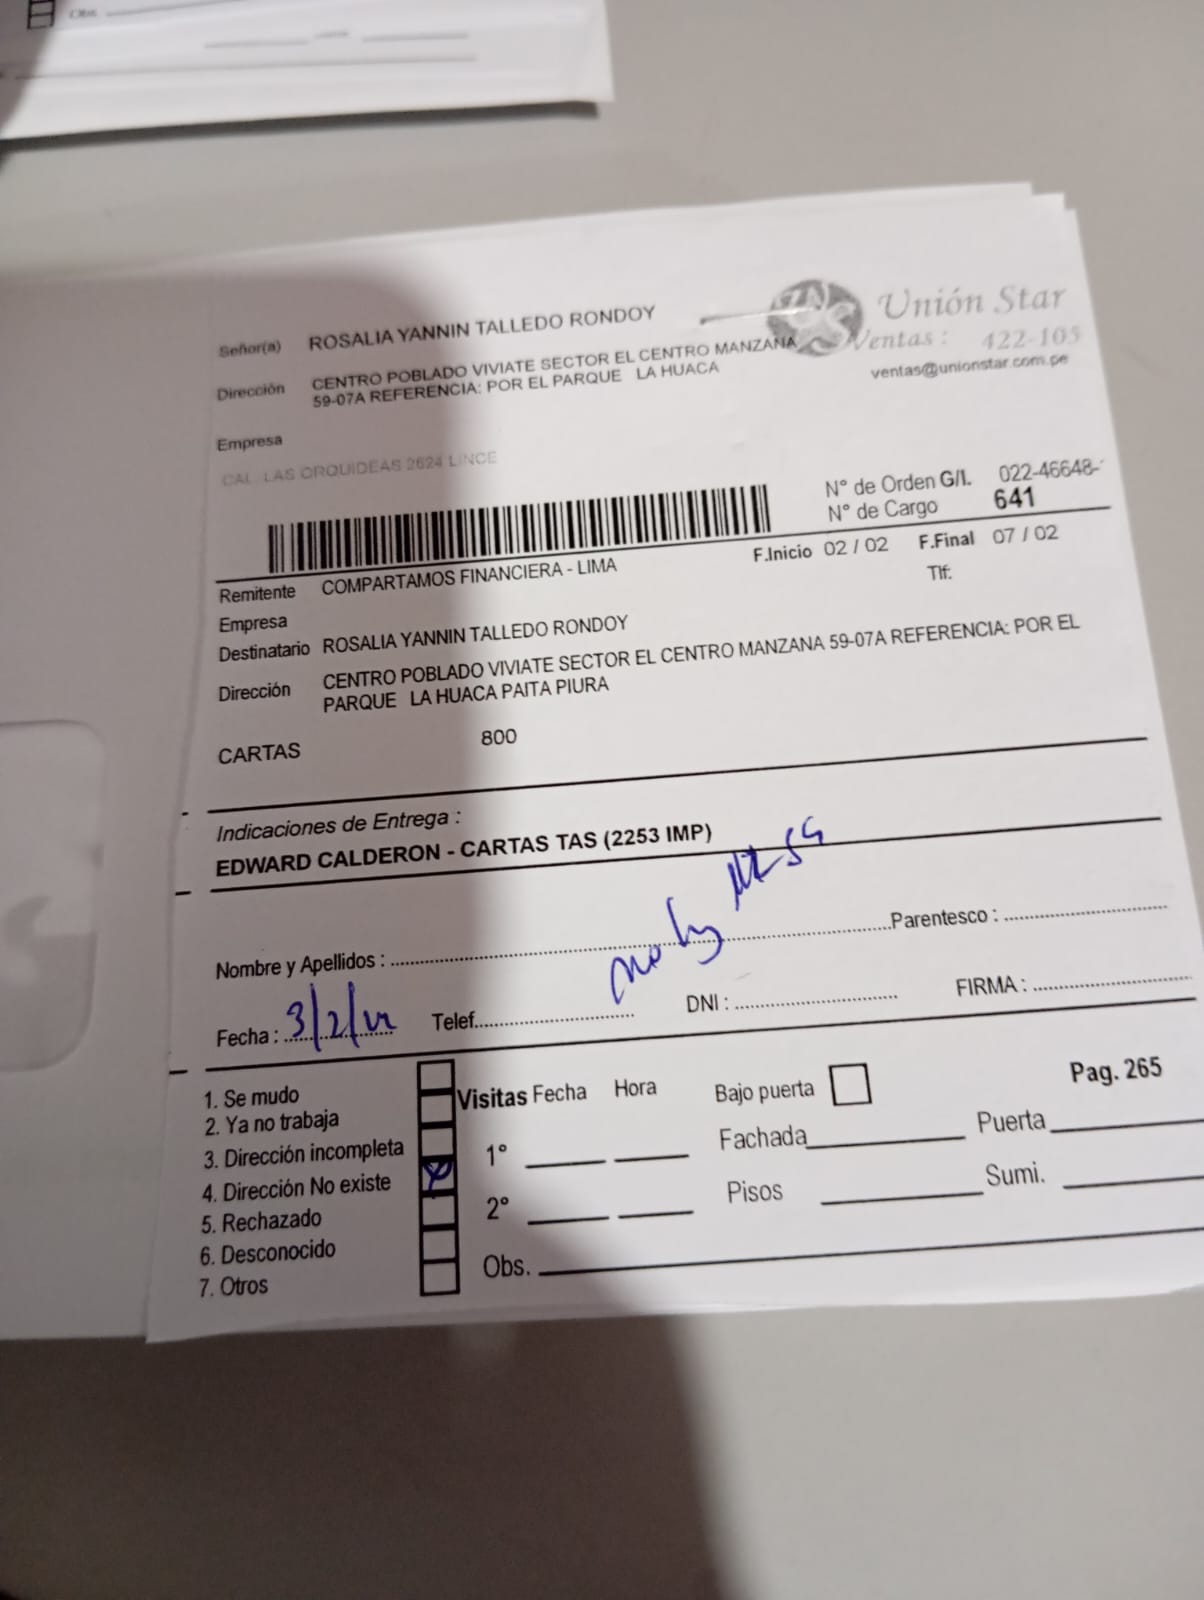 Obs.
Señor(a) ROSALIA YANNIN TALLEDO RONDOY
Unión Star
Ventas : 422-105
ventas@unionstar.com.pe
Dirección CENTRO POBLADO VIVIATE SECTOR EL CENTRO MANZANA
59-07A REFERENCIA: POR EL PARQUE LA HUACA
Empresa
CAL. LAS ORQUIDEAS 2624 LINCE
N° de Orden G/I. 022-46648-
N° de Cargo 641
F.Inicio 02 / 02 F.Final 07 / 02
Remitente COMPARTAMOS FINANCIERA - LIMA
Tlf:
Empresa
Destinatario ROSALIA YANNIN TALLEDO RONDOY
Dirección CENTRO POBLADO VIVIATE SECTOR EL CENTRO MANZANA 59-07A REFERENCIA: POR EL
PARQUE LA HUACA PAITA PIURA
CARTAS 800
Indicaciones de Entrega :
EDWARD CALDERON - CARTAS TAS (2253 IMP)
no hay Mz 59
Nombre y Apellidos : Parentesco :
Fecha : 3/2/22 Telef. DNI : FIRMA :
1. Se mudo
2. Ya no trabaja
3. Dirección incompleta
4. Dirección No existe X
5. Rechazado
6. Desconocido
7. Otros
Visitas Fecha Hora
1°
2°
Obs.
Bajo puerta
Pag. 265
Fachada Puerta
Pisos Sumi.